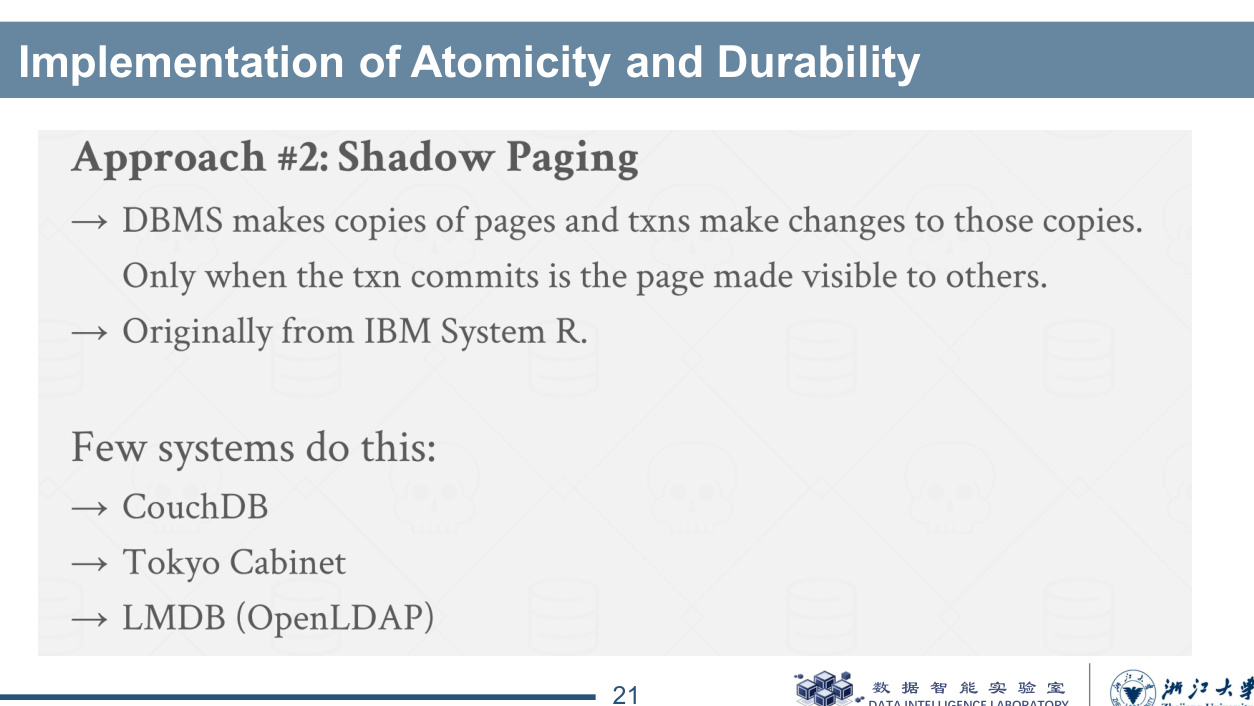 Implementation of Atomicity and Durability
Approach #2: Shadow Paging
→ DBMS makes copies of pages and txns make changes to those copies.
Only when the txn commits is the page made visible to others.
→ Originally from IBM System R.
Few systems do this:
→ CouchDB
→ Tokyo Cabinet
→ LMDB (OpenLDAP)
21
数据智能实验室
DATA INTELLIGENCE LABORATORY
浙江大学